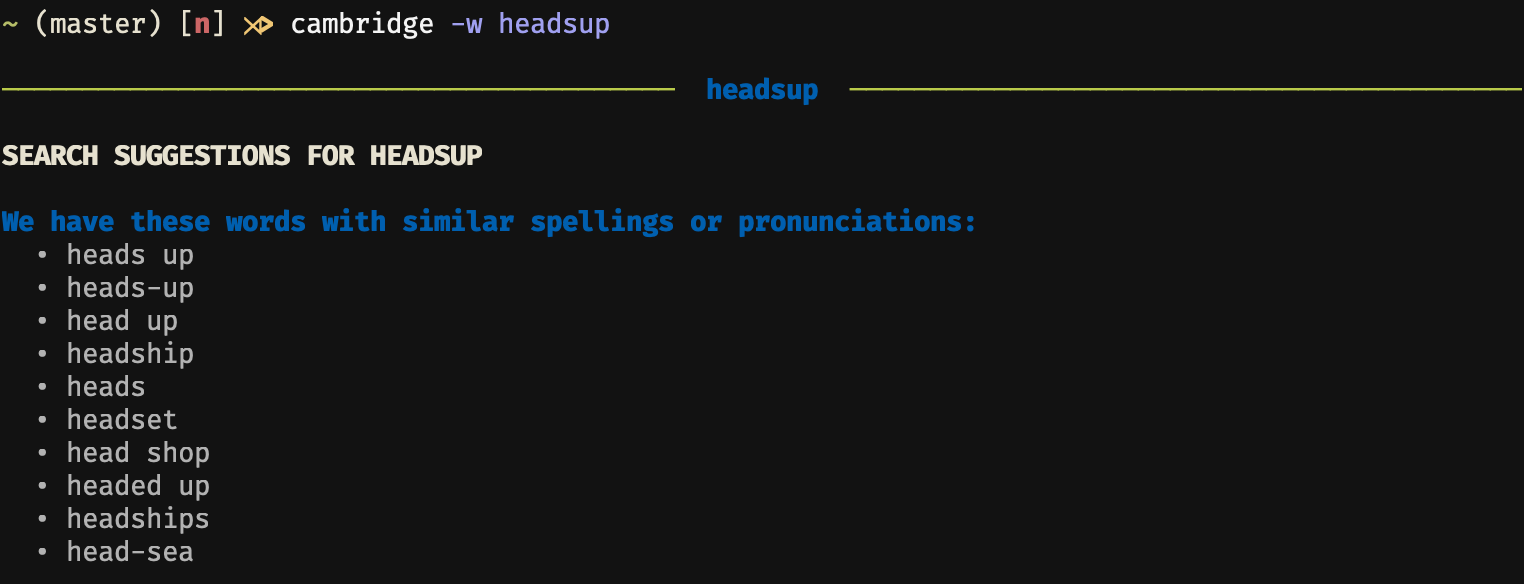 ~ (master) [n] ⋊> cambridge -w headsup
headsup
SEARCH SUGGESTIONS FOR HEADSUP
We have these words with similar spellings or pronunciations:
• heads up
• heads-up
• head up
• headship
• heads
• headset
• head shop
• headed up
• headships
• head-sea